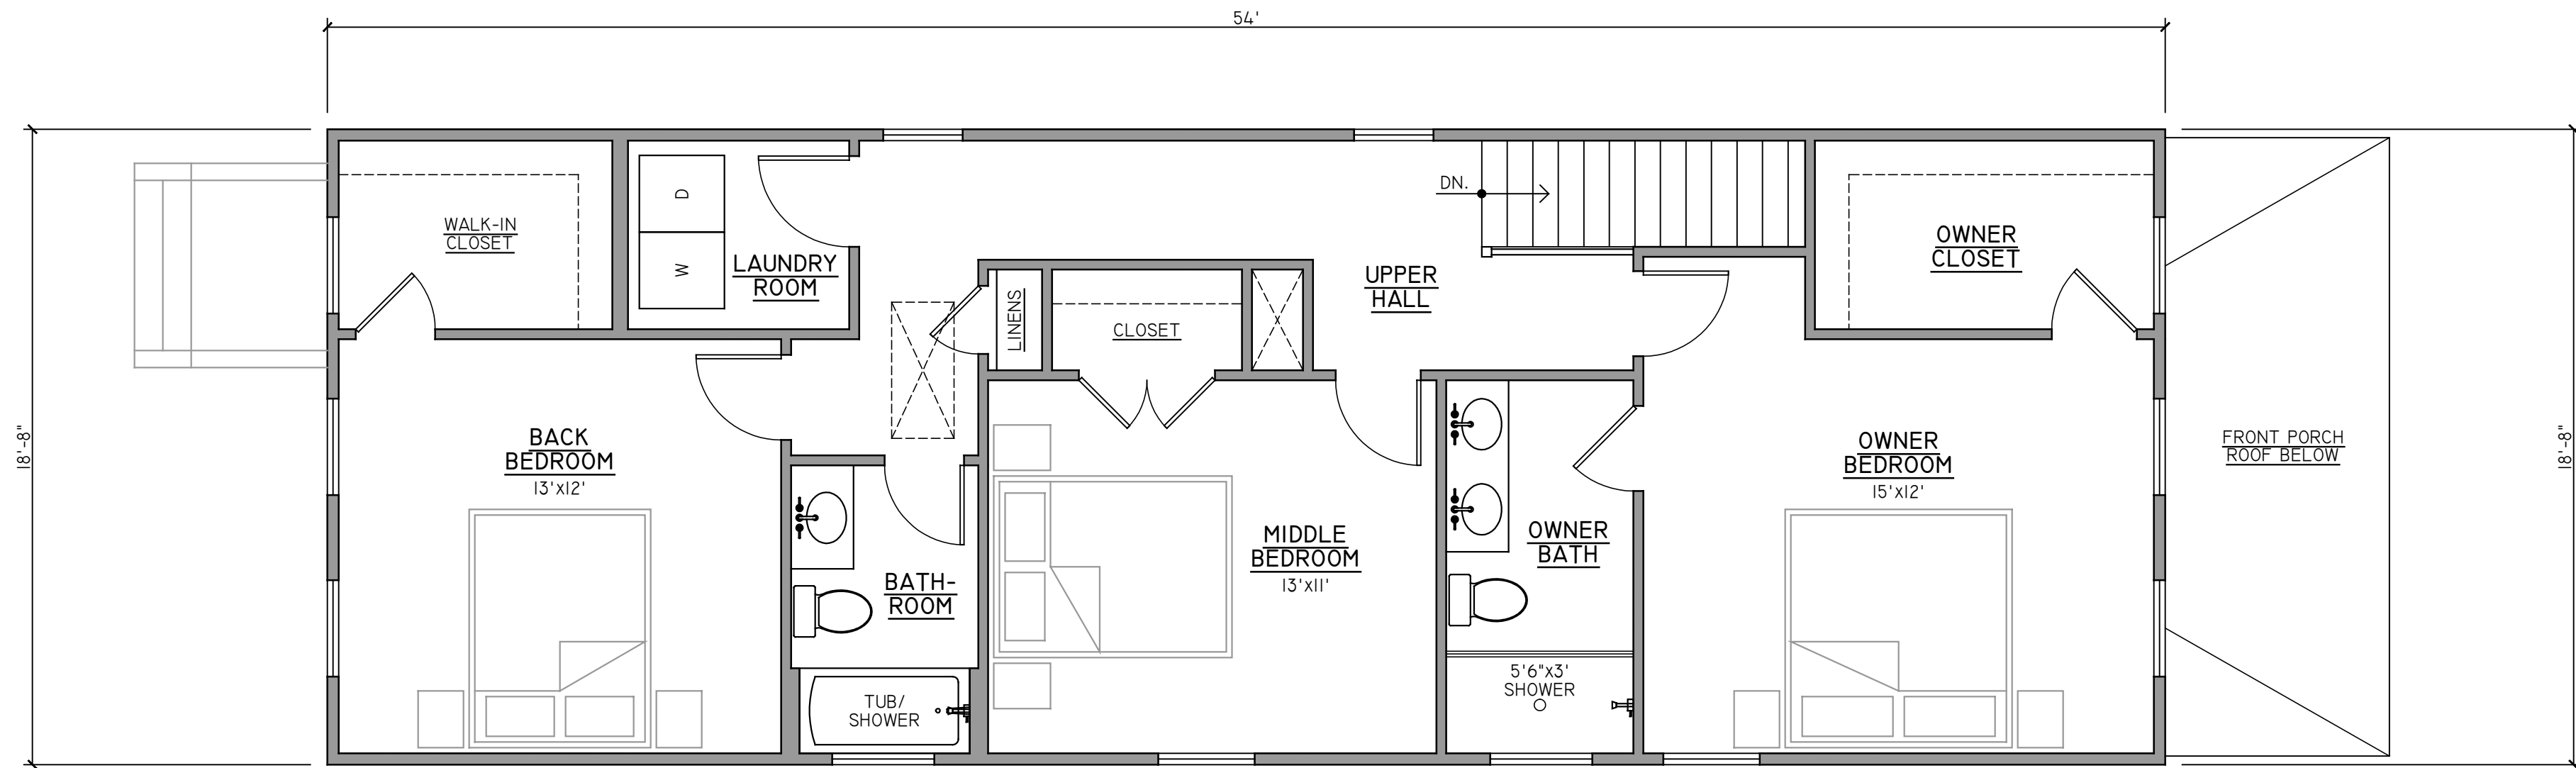 54'
18'-8"
WALK-IN
CLOSET
D
W
LAUNDRY
ROOM
LINENS
CLOSET
UPPER
HALL
DN.
OWNER
CLOSET
BACK
BEDROOM
13'x12'
BATH-
ROOM
TUB/
SHOWER
MIDDLE
BEDROOM
13'x11'
OWNER
BATH
5'6"x3'
SHOWER
OWNER
BEDROOM
15'x12'
FRONT PORCH
ROOF BELOW
18'-8"